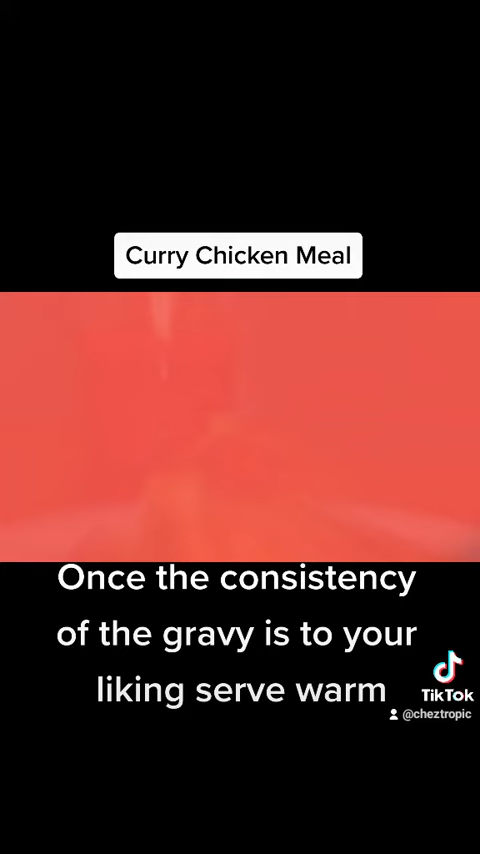 Curry Chicken Meal
Once the consistency
of the gravy is to your
liking serve warm
TikTok
@cheztropic